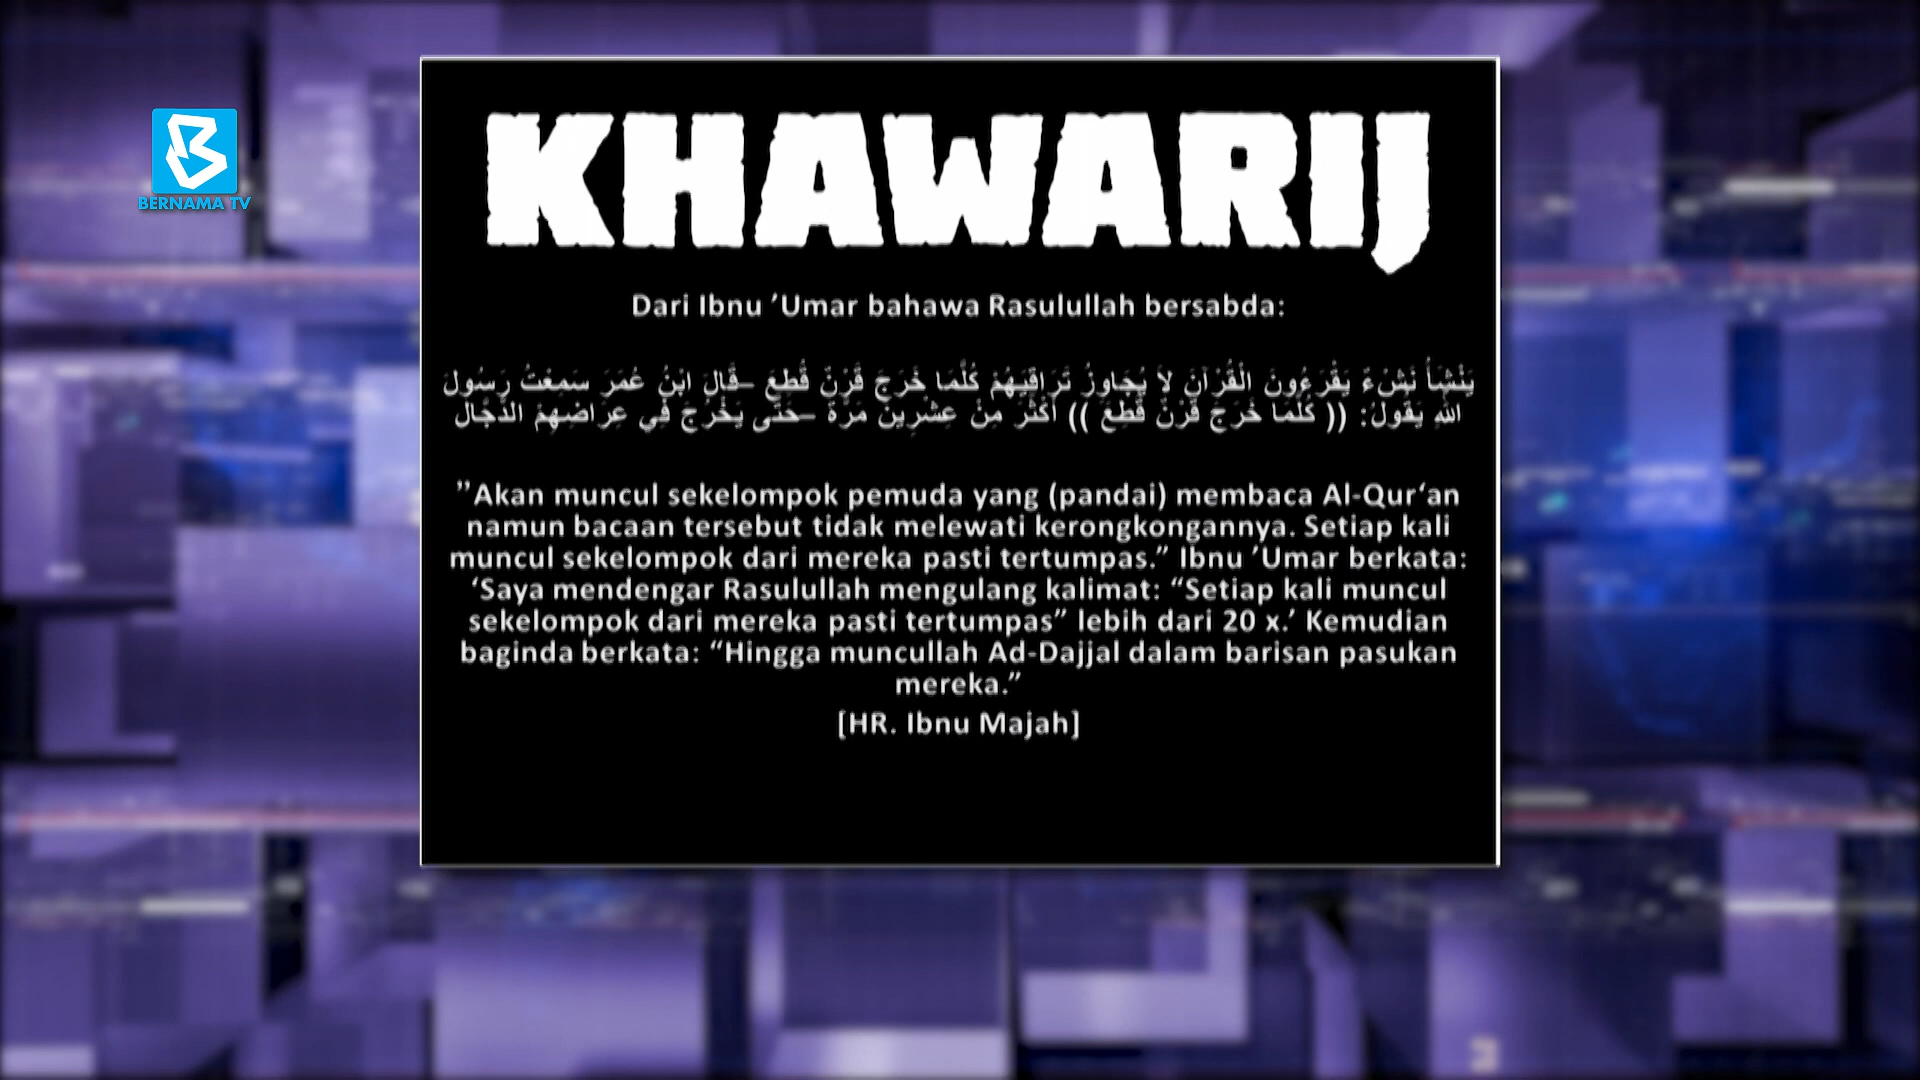 BERNAMA TV
KHAWARIJ
Dari Ibnu ’Umar bahawa Rasulullah bersabda:
يَنْشَأُ نَشْءٌ يَقْرَءُونَ الْقُرْآنَ لاَ يُجَاوِزُ تَرَاقِيَهُمْ كُلَّمَا خَرَجَ قَرْنٌ قُطِعَ –قَالَ ابْنُ عُمَرَ سَمِعْتُ رَسُولَ
اللهِ يَقُولُ: (( كُلَّمَا خَرَجَ قَرْنٌ قُطِعَ )) أَكْثَرَ مِنْ عِشْرِينَ مَرَّةً –حَتَّى يَخْرُجَ فِي عِرَاضِهِمْ الدَّجَّال
”Akan muncul sekelompok pemuda yang (pandai) membaca Al-Qur‘an
namun bacaan tersebut tidak melewati kerongkongannya. Setiap kali
muncul sekelompok dari mereka pasti tertumpas.” Ibnu ’Umar berkata:
‘Saya mendengar Rasulullah mengulang kalimat: “Setiap kali muncul
sekelompok dari mereka pasti tertumpas” lebih dari 20 x.’ Kemudian
baginda berkata: “Hingga muncullah Ad-Dajjal dalam barisan pasukan
mereka.”
[HR. Ibnu Majah]